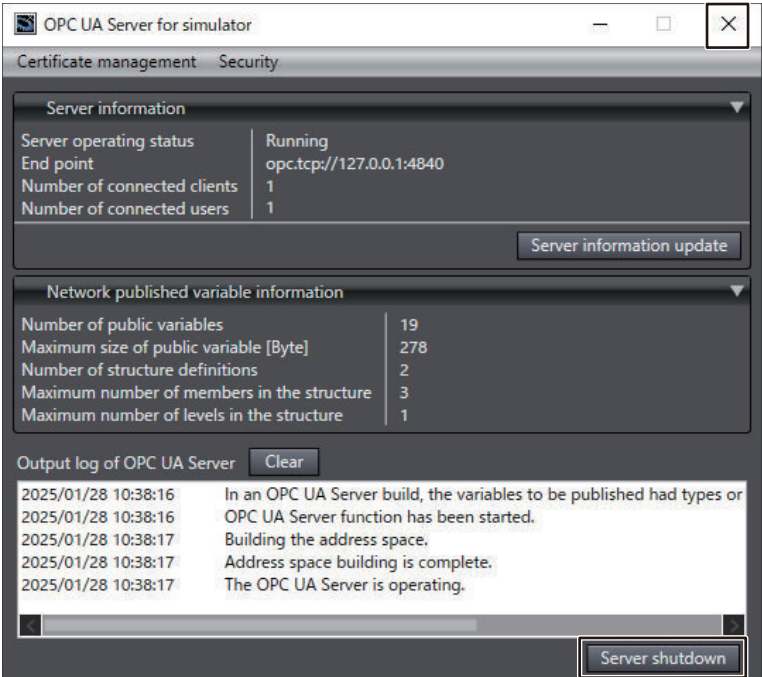 OPC UA Server for simulator
Certificate management Security
Server information
Server operating status Running
End point opc.tcp://127.0.0.1:4840
Number of connected clients 1
Number of connected users 1
Server information update
Network published variable information
Number of public variables 19
Maximum size of public variable [Byte] 278
Number of structure definitions 2
Maximum number of members in the structure 3
Maximum number of levels in the structure 1
Output log of OPC UA Server Clear
2025/01/28 10:38:16 In an OPC UA Server build, the variables to be published had types or
2025/01/28 10:38:16 OPC UA Server function has been started.
2025/01/28 10:38:17 Building the address space.
2025/01/28 10:38:17 Address space building is complete.
2025/01/28 10:38:17 The OPC UA Server is operating.
Server shutdown